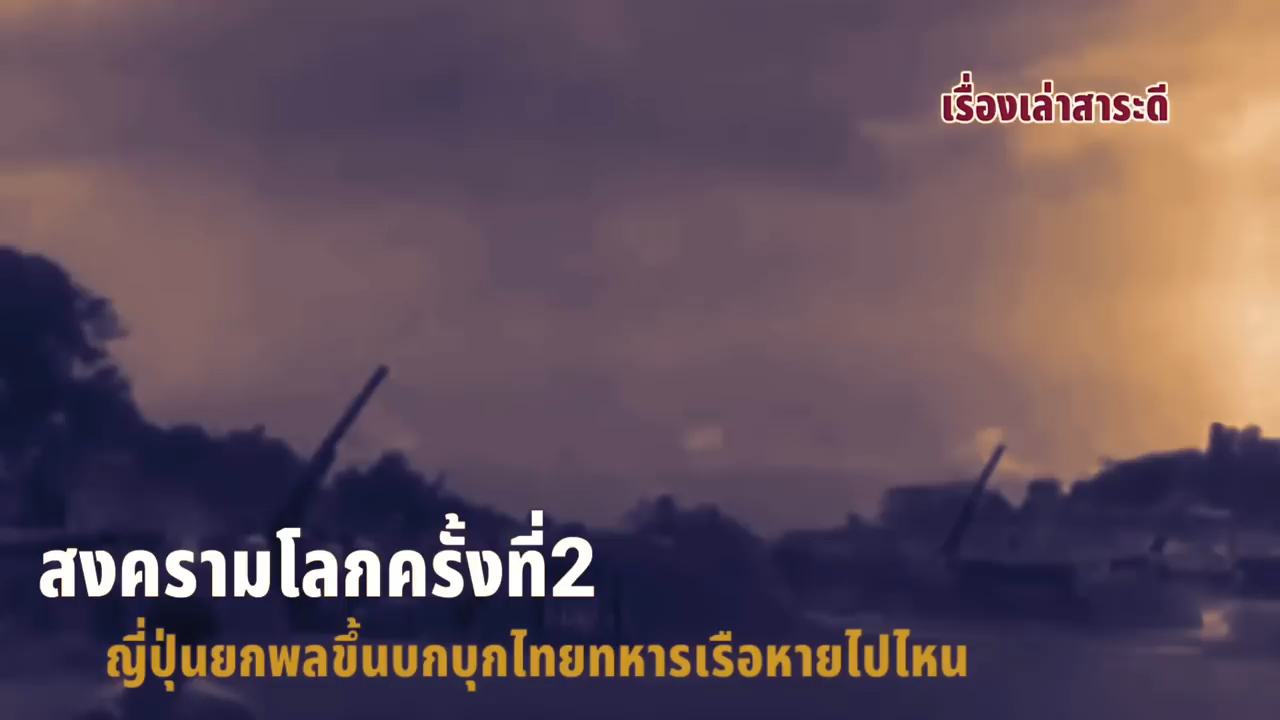 เรื่องเล่าสาระดี
สงครามโลกครั้งที่2
ญี่ปุ่นยกพลขึ้นบกบุกไทยทหารเรือหายไปไหน